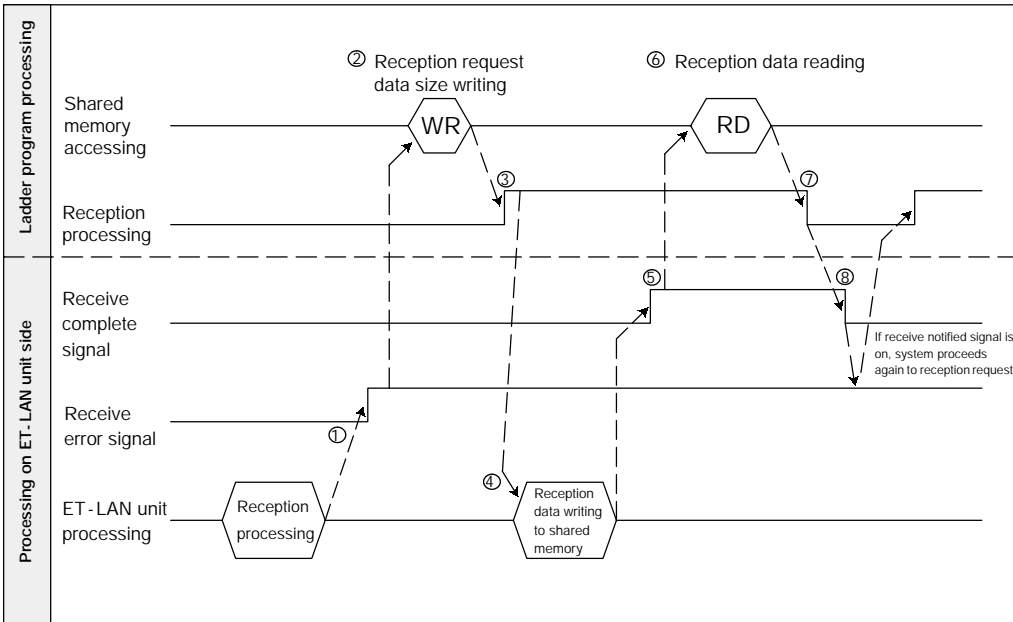 Ladder program processing
② Reception request
data size writing
⑥ Reception data reading
Shared
memory
accessing
WR
RD
③
⑦
Reception
processing
Processing on ET-LAN unit side
Receive
complete
signal
⑤
⑧
If receive notified signal is
on, system proceeds
again to reception request
Receive
error signal
①
④
ET-LAN unit
processing
Reception
processing
Reception
data writing
to shared
memory